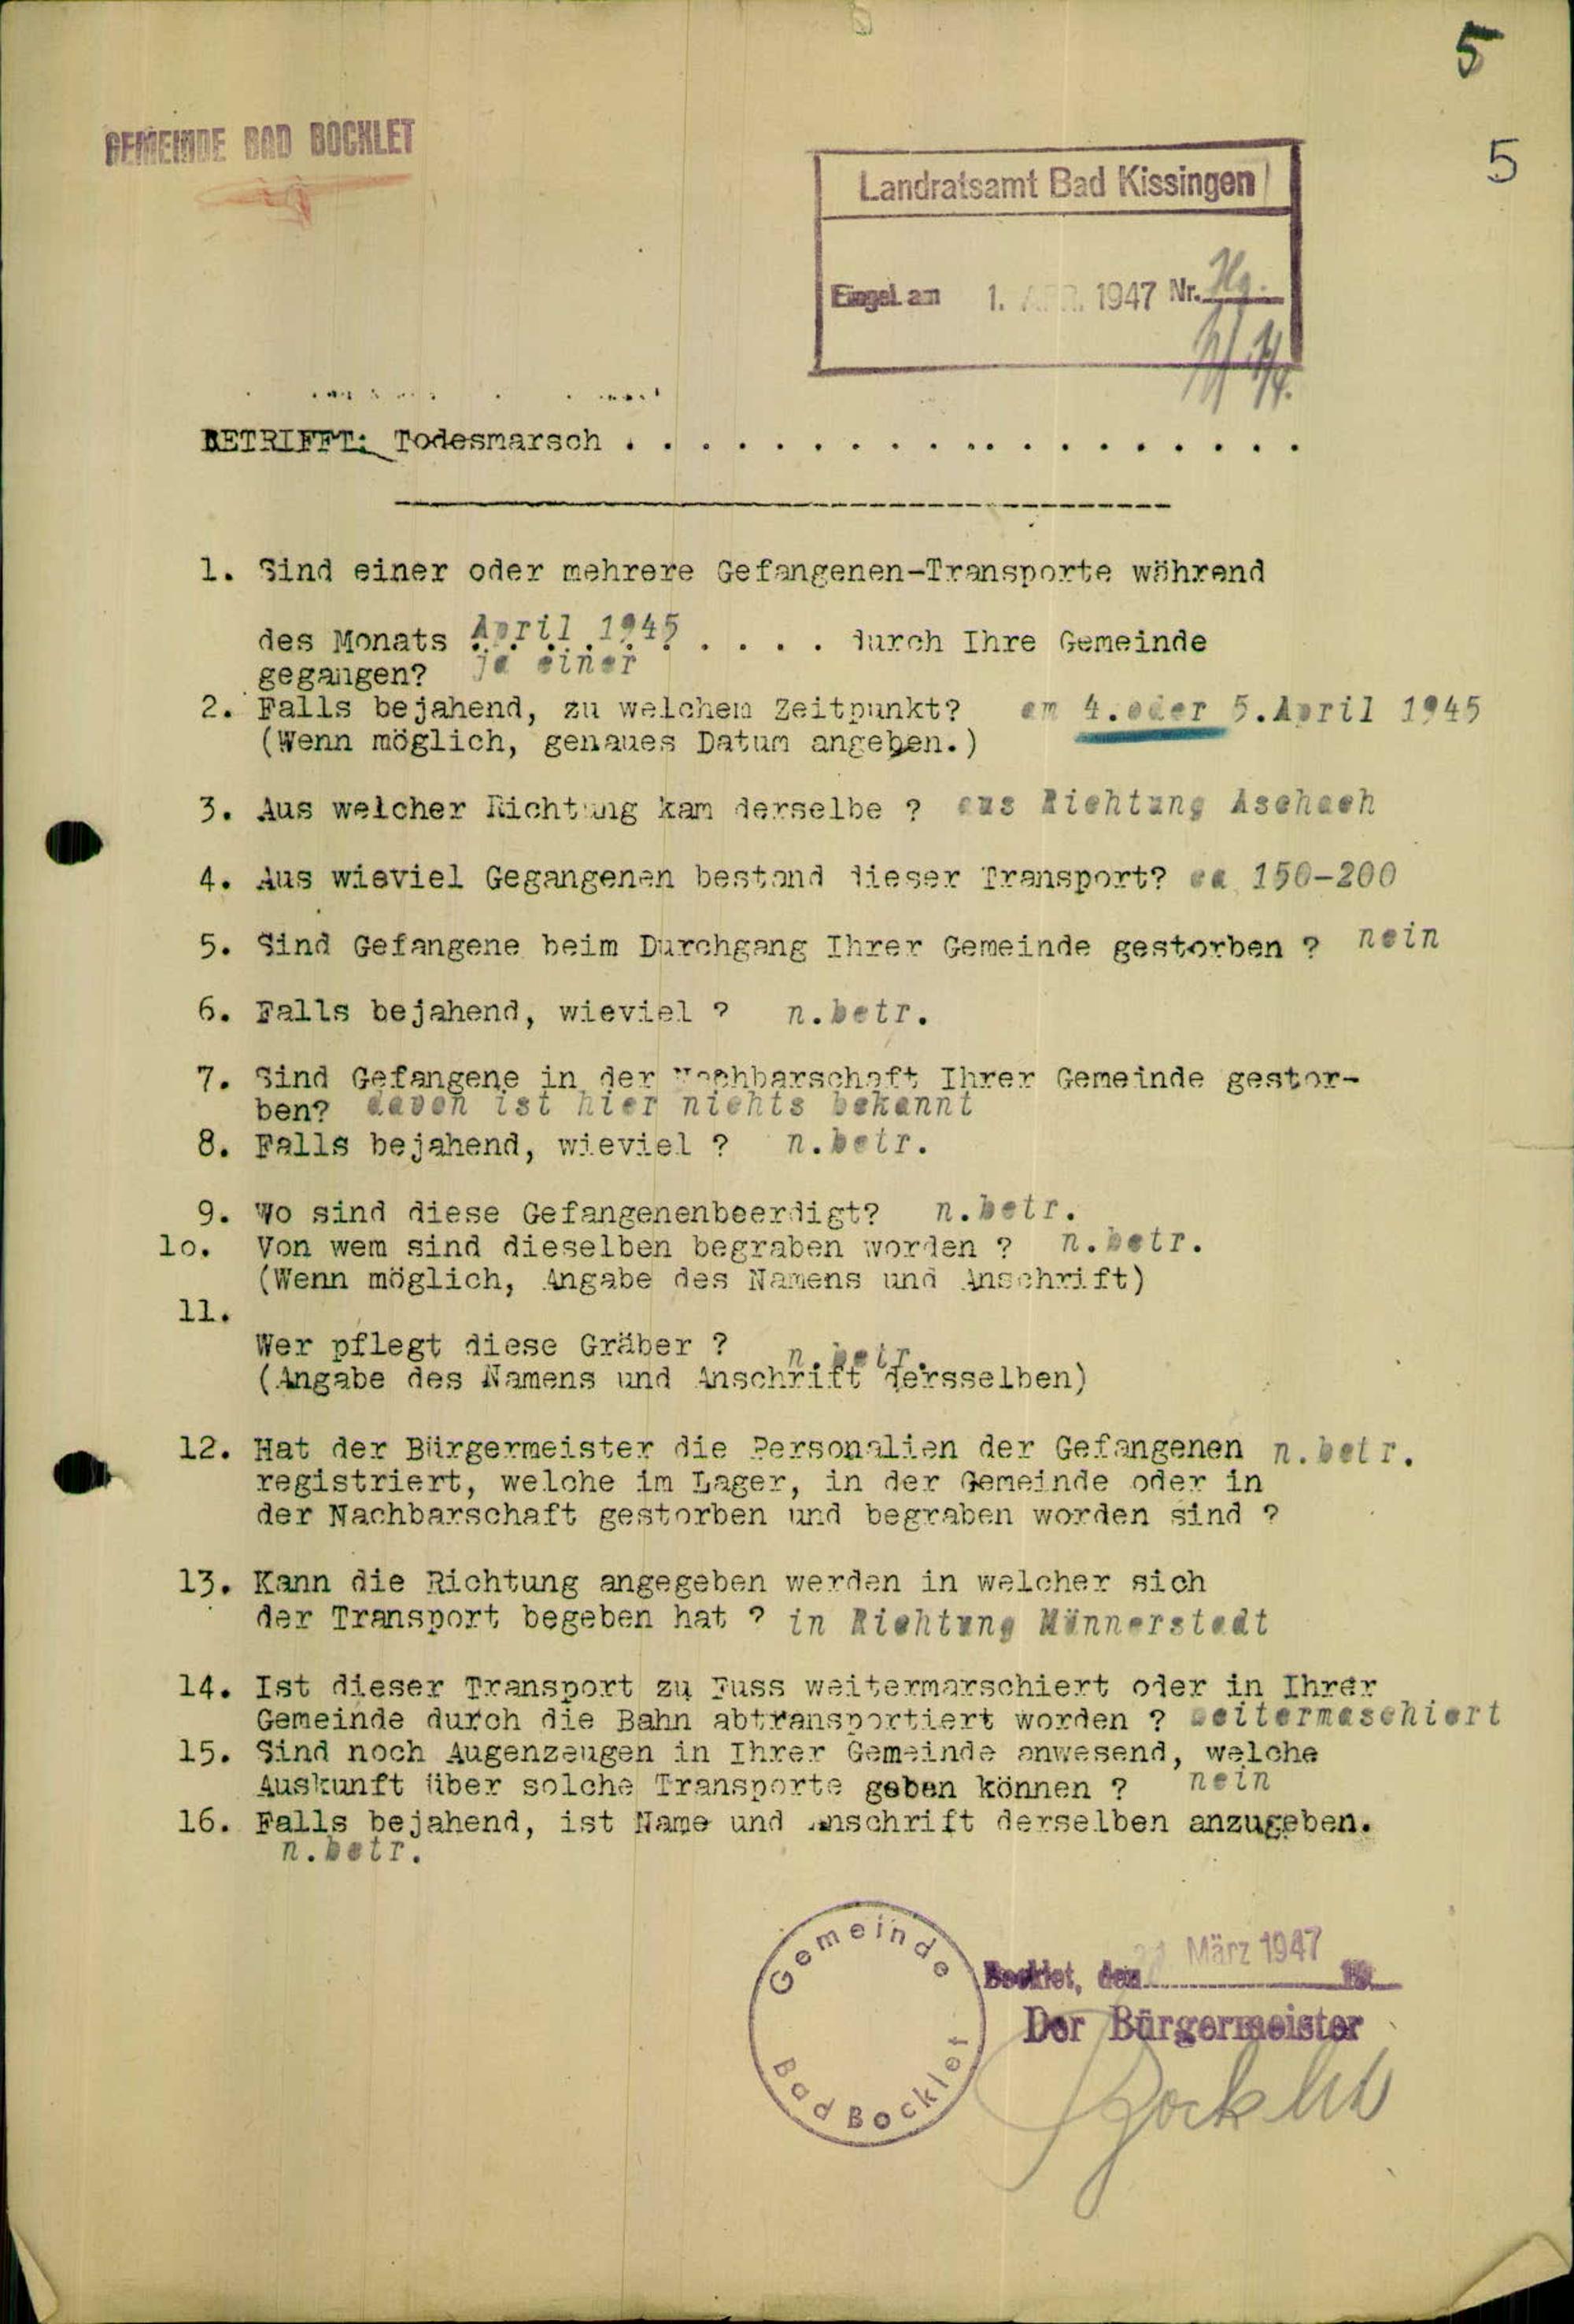 5
GEMEINDE BAD BOCKLET
5
Landratsamt Bad Kissingen
Eingel. am 1. APR. 1947 Nr.
BETRIFFT: Todesmarsch . . . . . . . . . . . . . . . . . . .
1. Sind einer oder mehrere Gefangenen-Transporte während
des Monats April 1945 . . . . durch Ihre Gemeinde
gegangen? ja einer
2. Falls bejahend, zu welchem Zeitpunkt? am 4.oder 5.April 1945
(Wenn möglich, genaues Datum angeben.)
3. Aus welcher Richtung kam derselbe ? aus Richtung Aschach
4. Aus wieviel Gegangenen bestand dieser Transport? ca 150-200
5. Sind Gefangene beim Durchgang Ihrer Gemeinde gestorben ? nein
6. Falls bejahend, wieviel ? n.betr.
7. Sind Gefangene in der Nachbarschaft Ihrer Gemeinde gestor-
ben? davon ist hier nichts bekannt
8. Falls bejahend, wieviel ? n.betr.
9. Wo sind diese Gefangenenbeerdigt? n.betr.
1o. Von wem sind dieselben begraben worden ? n.betr.
(Wenn möglich, Angabe des Namens und Anschrift)
11.
Wer pflegt diese Gräber ? n.betr.
(Angabe des Namens und Anschrift dersselben)
12. Hat der Bürgermeister die Personalien der Gefangenen n.betr.
registriert, welche im Lager, in der Gemeinde oder in
der Nachbarschaft gestorben und begraben worden sind ?
13. Kann die Richtung angegeben werden in welcher sich
der Transport begeben hat ? in Richtung Münnerstadt
14. Ist dieser Transport zu Fuss weitermarschiert oder in Ihrer
Gemeinde durch die Bahn abtransportiert worden ? weitermaschiert
15. Sind noch Augenzeugen in Ihrer Gemeinde anwesend, welche
Auskunft über solche Transporte geben können ? nein
16. Falls bejahend, ist Name und Anschrift derselben anzugeben.
n.betr.
Gemeinde
Bad Bocklet
März 1947
Bocklet, den 19
Der Bürgermeister